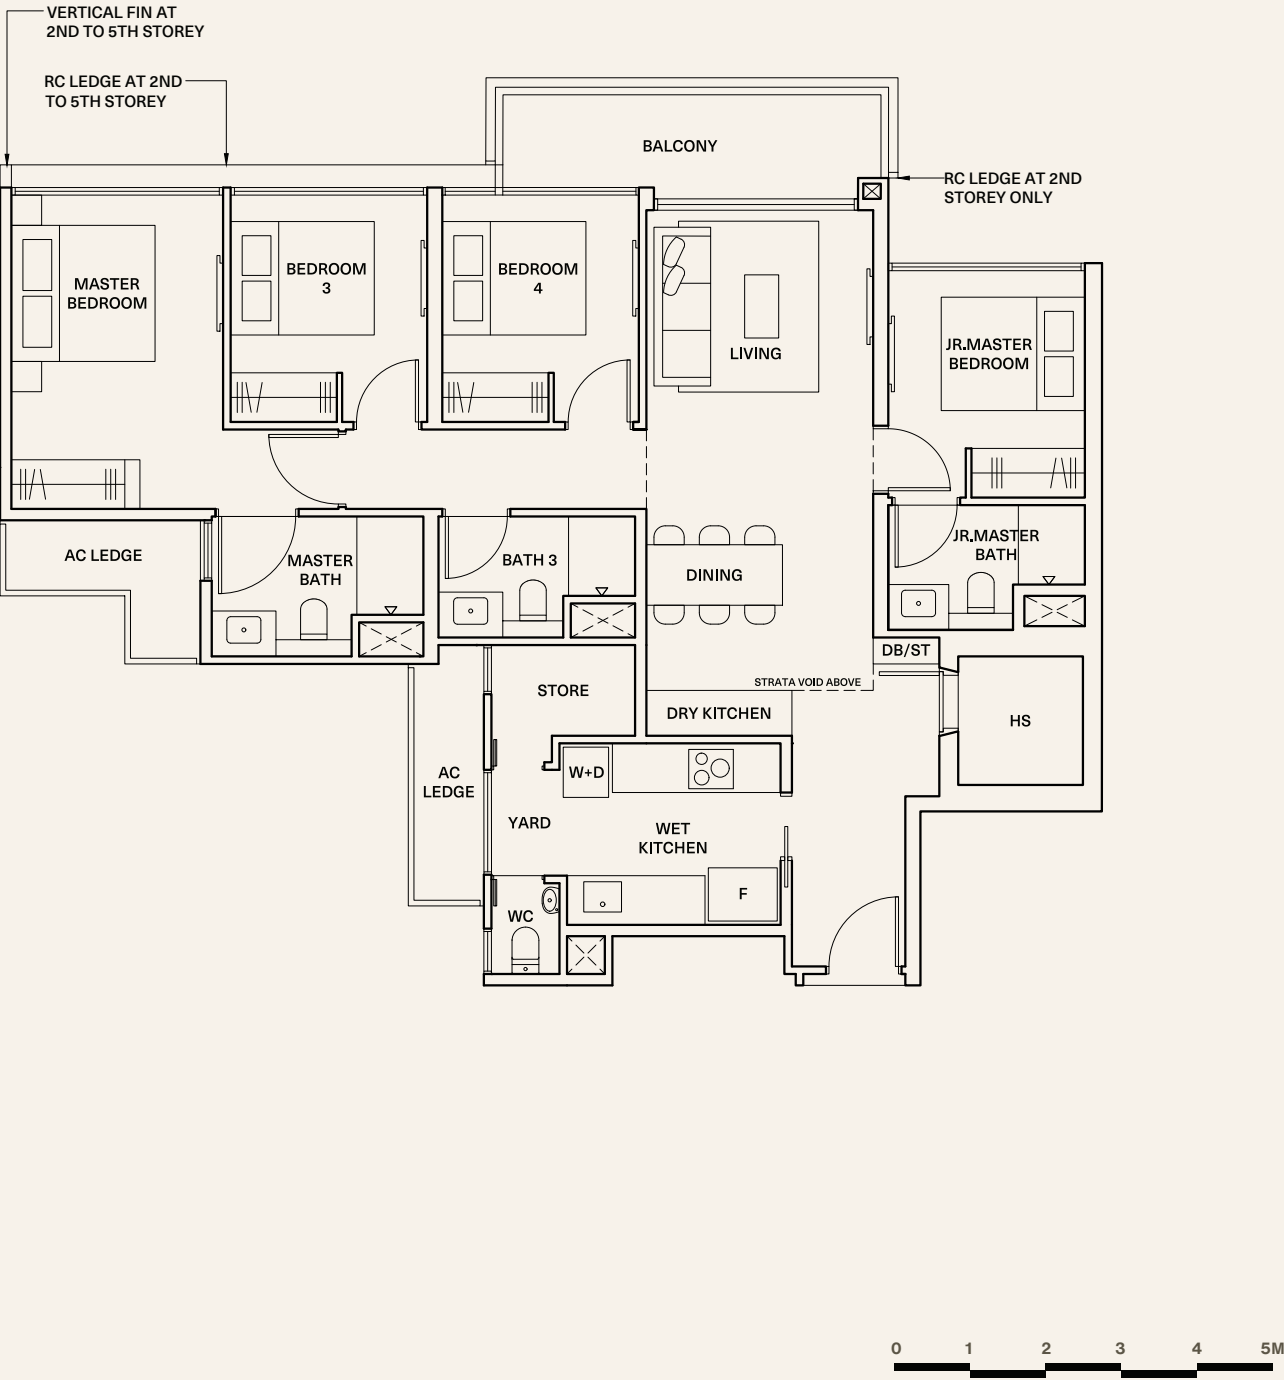 VERTICAL FIN AT
2ND TO 5TH STOREY
RC LEDGE AT 2ND
TO 5TH STOREY
BALCONY
RC LEDGE AT 2ND
STOREY ONLY
MASTER
BEDROOM
BEDROOM
3
BEDROOM
4
LIVING
JR.MASTER
BEDROOM
AC LEDGE
MASTER
BATH
BATH 3
DINING
JR.MASTER
BATH
DB/ST
STORE
STRATA VOID ABOVE
DRY KITCHEN
HS
AC
LEDGE
W+D
YARD
WET
KITCHEN
WC
F
0 1 2 3 4 5M